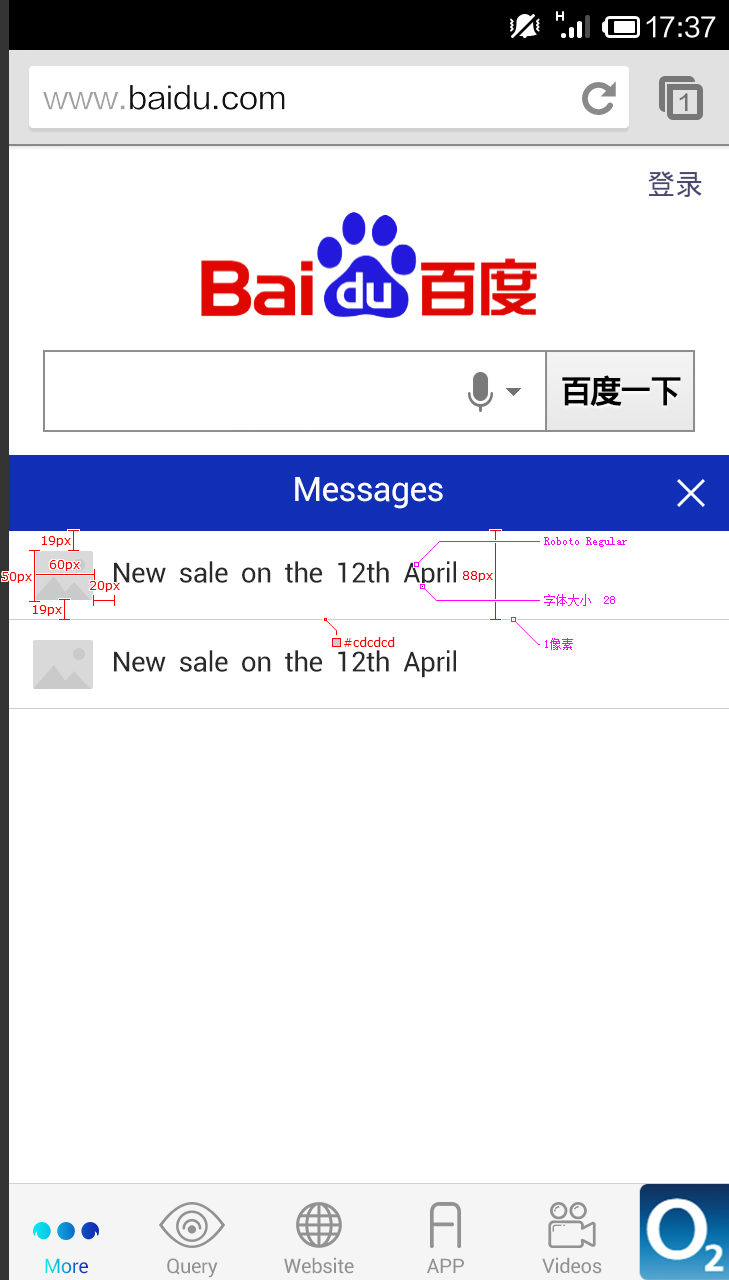 H 17:37
www.baidu.com 1
登录
Bai du 百度
百度一下
Messages
19px
Roboto Regular
50px 60px 20px New sale on the 12th April 88px
字体大小 28
19px
#cdcdcd 1像素
New sale on the 12th April
More Query Website APP Videos O2